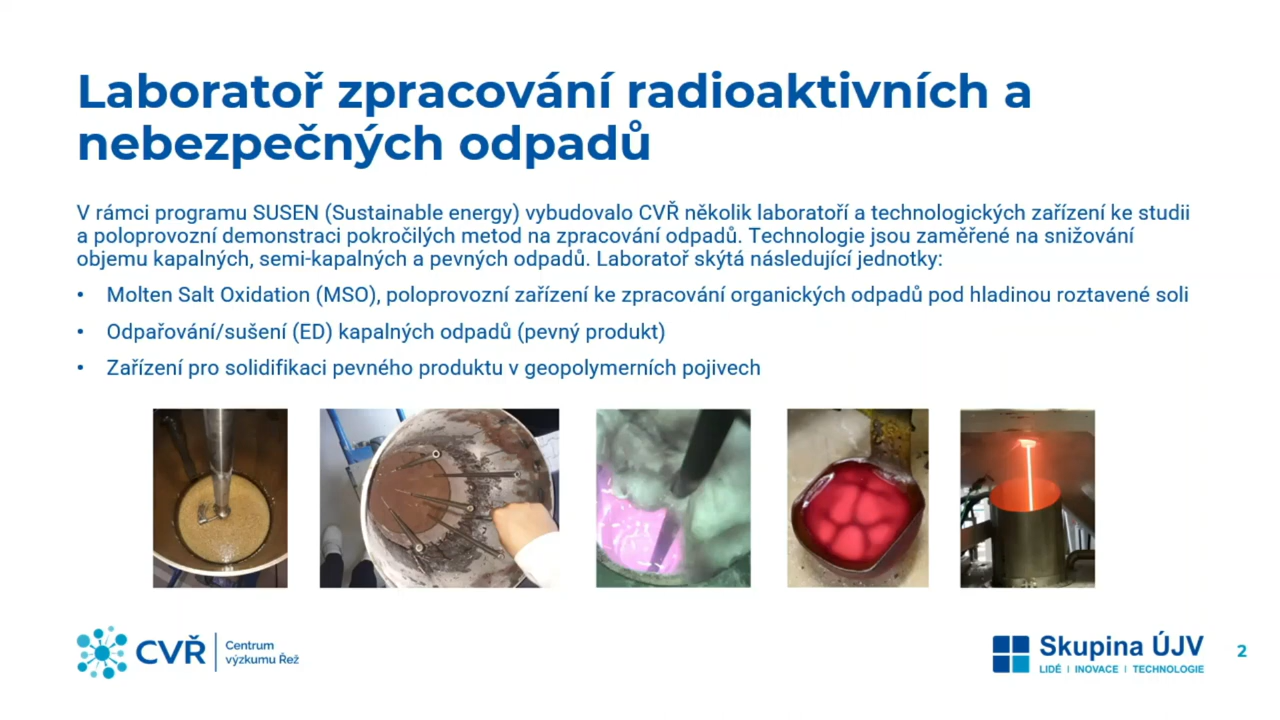 Laboratoř zpracování radioaktivních a
nebezpečných odpadů
V rámci programu SUSEN (Sustainable energy) vybudovalo CVŘ několik laboratoří a technologických zařízení ke studii
a poloprovozní demonstraci pokročilých metod na zpracování odpadů. Technologie jsou zaměřené na snižování
objemu kapalných, semi-kapalných a pevných odpadů. Laboratoř skýtá následující jednotky:
• Molten Salt Oxidation (MSO), poloprovozní zařízení ke zpracování organických odpadů pod hladinou roztavené soli
• Odpařování/sušení (ED) kapalných odpadů (pevný produkt)
• Zařízení pro solidifikaci pevného produktu v geopolymerních pojivech
CVŘ
Centrum
výzkumu Řež
Skupina ÚJV
LIDÉ | INOVACE | TECHNOLOGIE
2